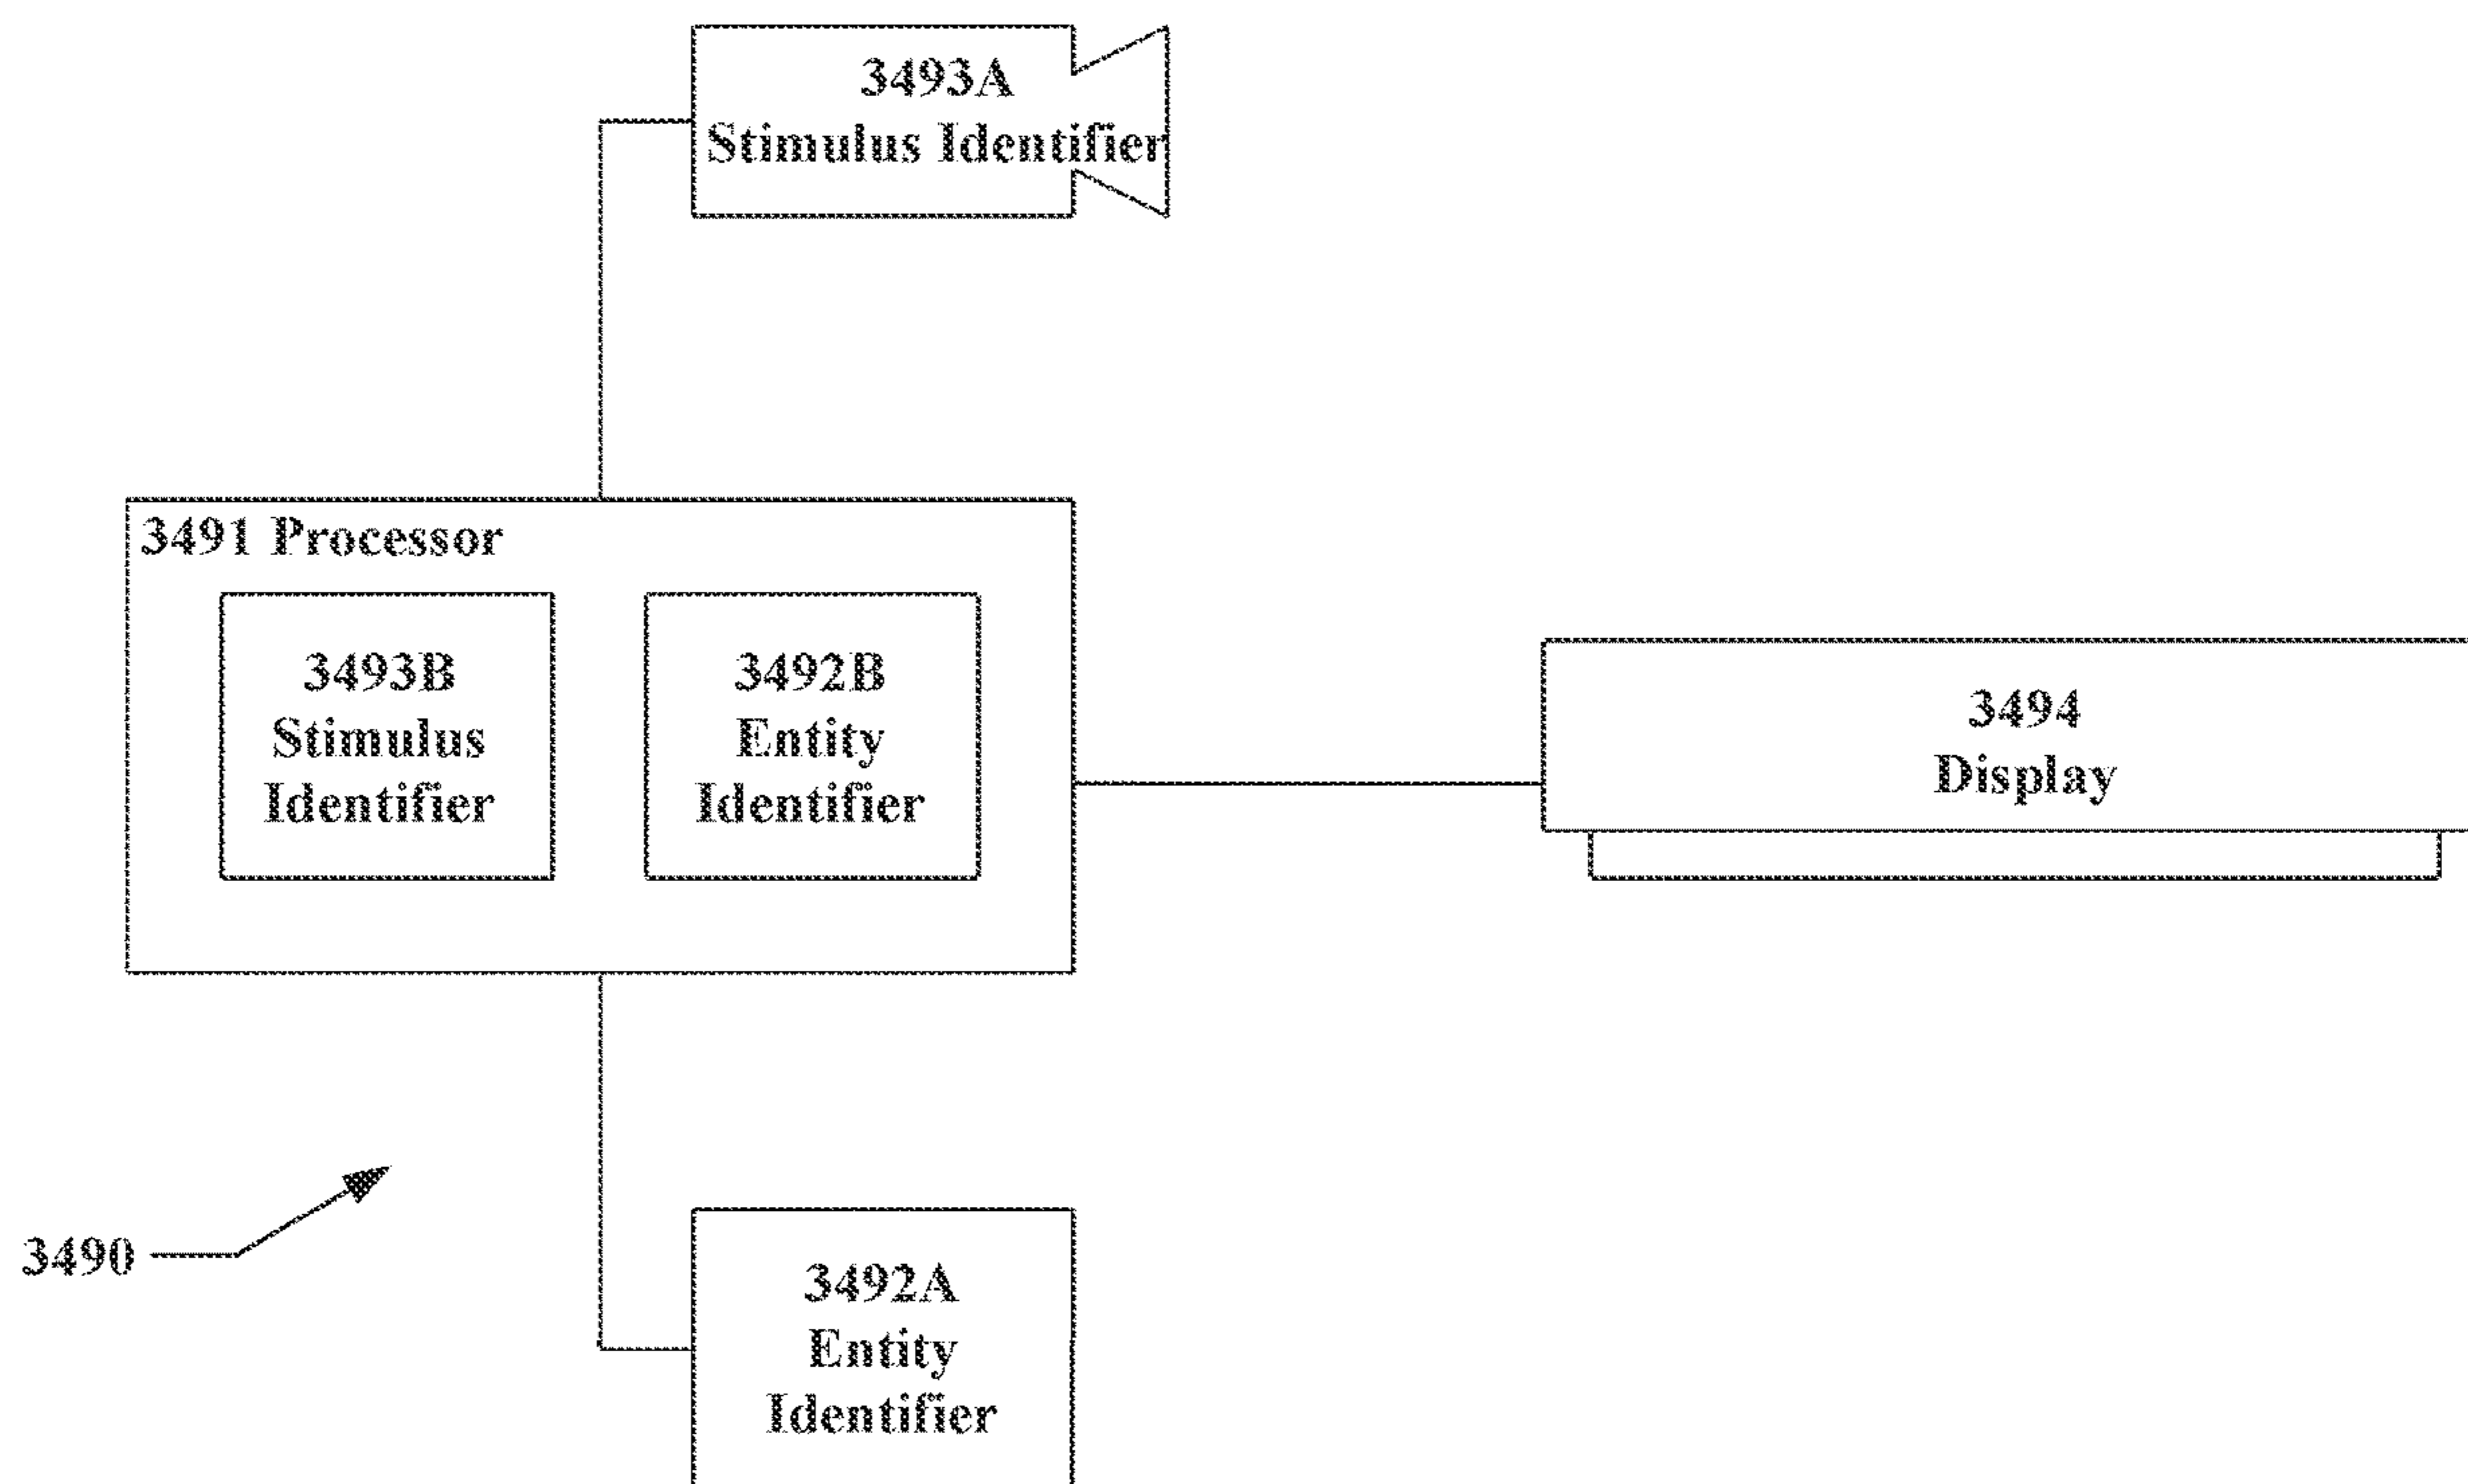 3493A
Stimulus Identifier
3491 Processor
3493B
Stimulus
Identifier
3492B
Entity
Identifier
3494
Display
3490
3492A
Entity
Identifier